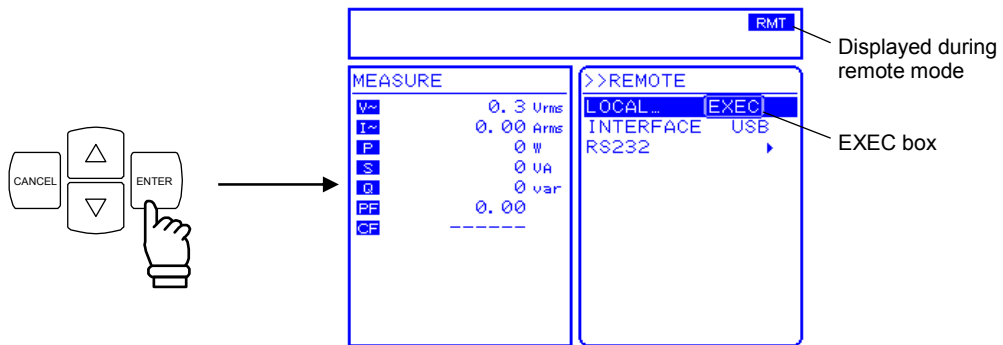 RMT
Displayed during
remote mode
MEASURE
V~ 0.3 Vrms
I~ 0.00 Arms
P 0 W
S 0 VA
Q 0 var
PF 0.00
CF ------
>>REMOTE
LOCAL… EXEC
INTERFACE USB
RS232
EXEC box
CANCEL
ENTER